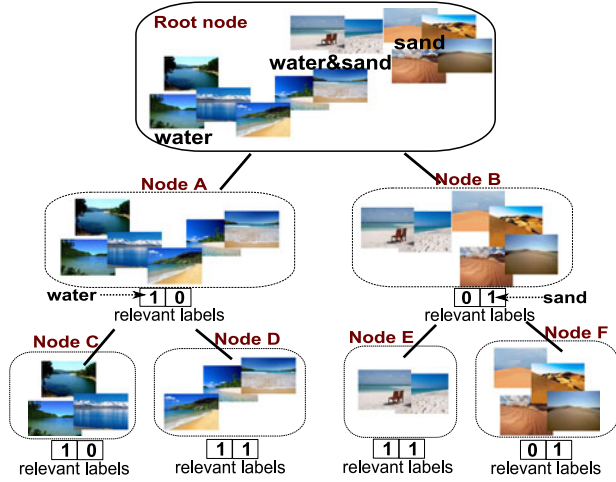 Root node
sand
water&sand
water
Node A
Node B
water
1 0
relevant labels
0 1
sand
relevant labels
Node C
Node D
Node E
Node F
1 0
relevant labels
1 1
relevant labels
1 1
relevant labels
0 1
relevant labels